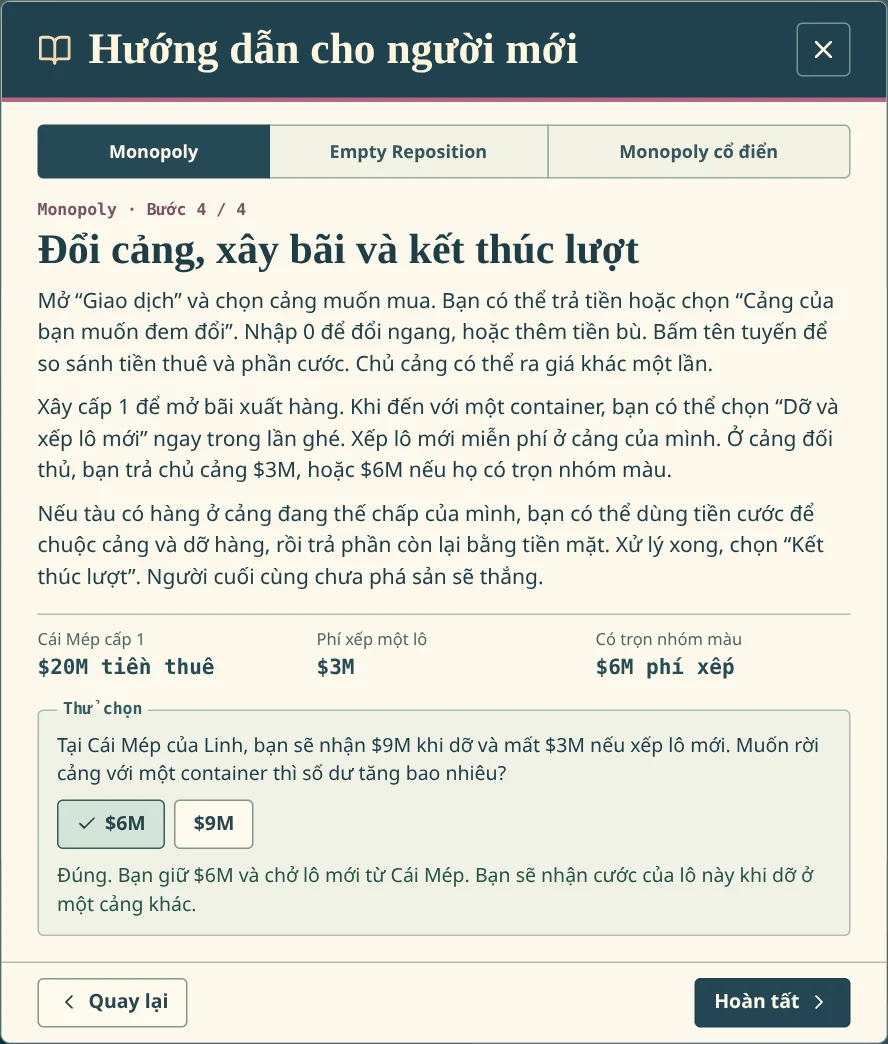 Hướng dẫn cho người mới
Monopoly
Empty Reposition
Monopoly cổ điển
Monopoly · Bước 4 / 4
Đổi cảng, xây bãi và kết thúc lượt
Mở “Giao dịch” và chọn cảng muốn mua. Bạn có thể trả tiền hoặc chọn “Cảng của
bạn muốn đem đổi”. Nhập 0 để đổi ngang, hoặc thêm tiền bù. Bấm tên tuyến để
so sánh tiền thuê và phần cước. Chủ cảng có thể ra giá khác một lần.
Xây cấp 1 để mở bãi xuất hàng. Khi đến với một container, bạn có thể chọn “Dỡ và
xếp lô mới” ngay trong lần ghé. Xếp lô mới miễn phí ở cảng của mình. Ở cảng đối
thủ, bạn trả chủ cảng $3M, hoặc $6M nếu họ có trọn nhóm màu.
Nếu tàu có hàng ở cảng đang thế chấp của mình, bạn có thể dùng tiền cước để
chuộc cảng và dỡ hàng, rồi trả phần còn lại bằng tiền mặt. Xử lý xong, chọn “Kết
thúc lượt”. Người cuối cùng chưa phá sản sẽ thắng.
Cái Mép cấp 1
$20M tiền thuê
Phí xếp một lô
$3M
Có trọn nhóm màu
$6M phí xếp
Thử chọn
Tại Cái Mép của Linh, bạn sẽ nhận $9M khi dỡ và mất $3M nếu xếp lô mới. Muốn rời
cảng với một container thì số dư tăng bao nhiêu?
$6M
$9M
Đúng. Bạn giữ $6M và chở lô mới từ Cái Mép. Bạn sẽ nhận cước của lô này khi dỡ ở
một cảng khác.
Quay lại
Hoàn tất